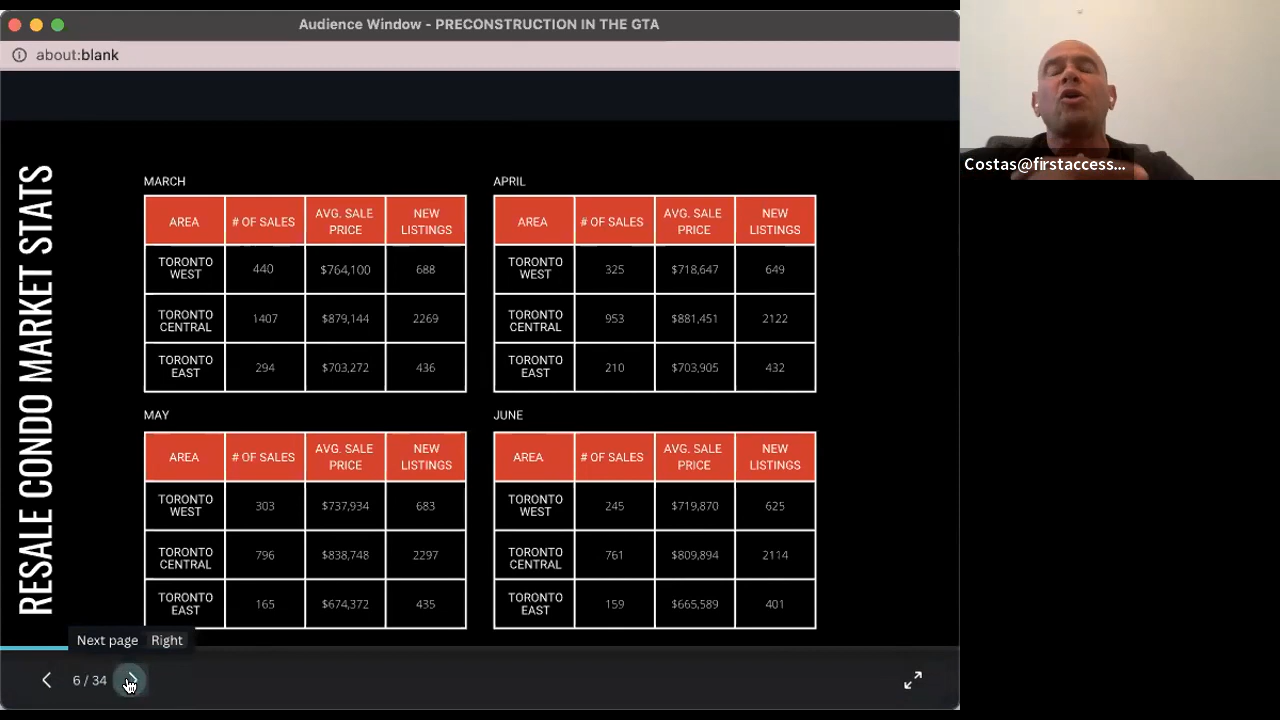 Audience Window - PRECONSTRUCTION IN THE GTA
about:blank
Costas@firstaccess...
RESALE CONDO MARKET STATS
MARCH
AREA # OF SALES AVG. SALE PRICE NEW LISTINGS
TORONTO WEST 440 $764,100 688
TORONTO CENTRAL 1407 $879,144 2269
TORONTO EAST 294 $703,272 436
APRIL
AREA # OF SALES AVG. SALE PRICE NEW LISTINGS
TORONTO WEST 325 $718,647 649
TORONTO CENTRAL 953 $881,451 2122
TORONTO EAST 210 $703,905 432
MAY
AREA # OF SALES AVG. SALE PRICE NEW LISTINGS
TORONTO WEST 303 $737,934 683
TORONTO CENTRAL 796 $838,748 2297
TORONTO EAST 165 $674,372 435
JUNE
AREA # OF SALES AVG. SALE PRICE NEW LISTINGS
TORONTO WEST 245 $719,870 625
TORONTO CENTRAL 761 $809,894 2114
TORONTO EAST 159 $665,589 401
Next page Right
6 / 34